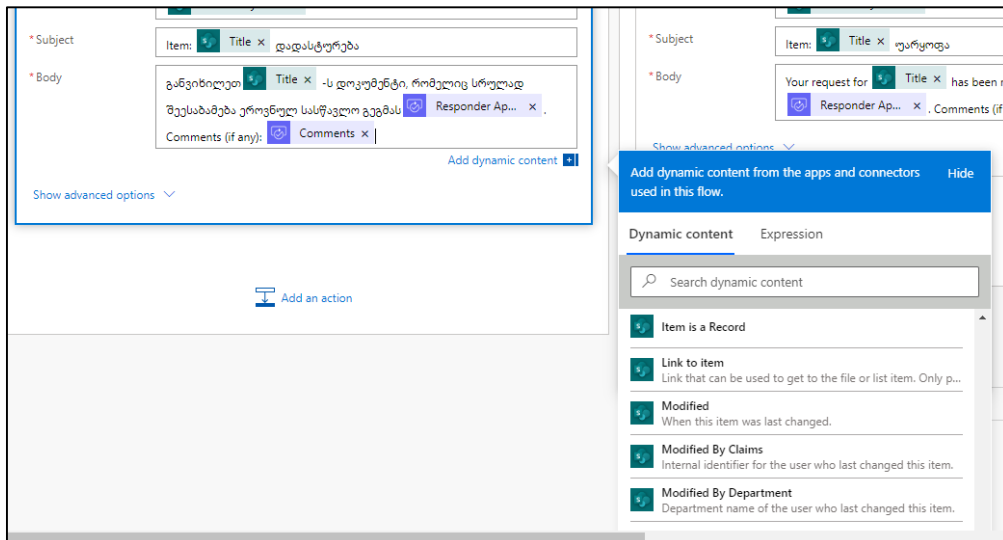 * Subject
Item: Title × დადასტურება
* Body
განვიხილეთ Title × -ს დოკუმენტი, რომელიც სრულად
შეესაბამება ეროვნულ სასწავლო გეგმას Responder Ap... × .
Comments (if any): Comments ×
Add dynamic content
Show advanced options
Add an action
* Subject
Item: Title × უარყოფა
* Body
Your request for Title × has been
Responder Ap... × . Comments (if
Show advanced options
Add dynamic content from the apps and connectors used in this flow.
Hide
Dynamic content Expression
Search dynamic content
Item is a Record
Link to item
Link that can be used to get to the file or list item. Only p...
Modified
When this item was last changed.
Modified By Claims
Internal identifier for the user who last changed this item.
Modified By Department
Department name of the user who last changed this item.